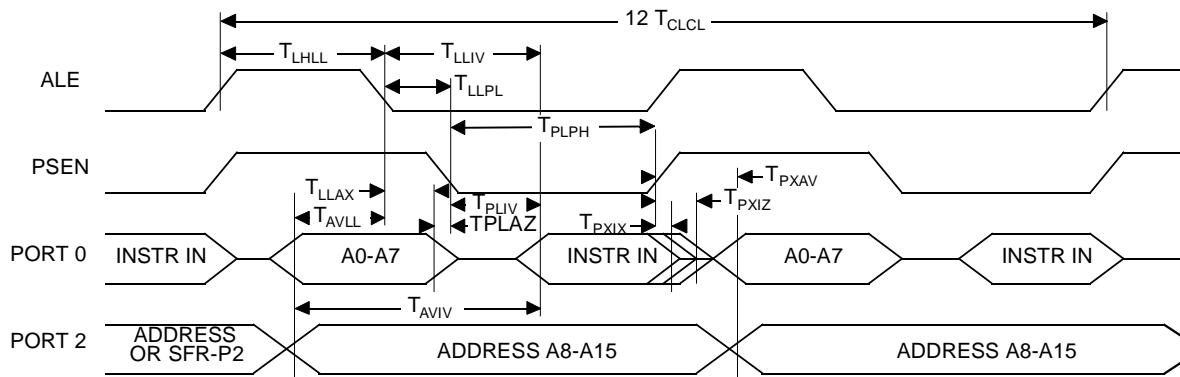 12 TCLCL
TLHLL
TLLIV
ALE
TLLPL
TPLPH
PSEN
TPXAV
TLLAX
TPLIV
TPXIZ
TAVLL
TPLAZ
TPXIX
PORT 0
INSTR IN
A0-A7
INSTR IN
A0-A7
INSTR IN
TAVIV
PORT 2
ADDRESS
OR SFR-P2
ADDRESS A8-A15
ADDRESS A8-A15